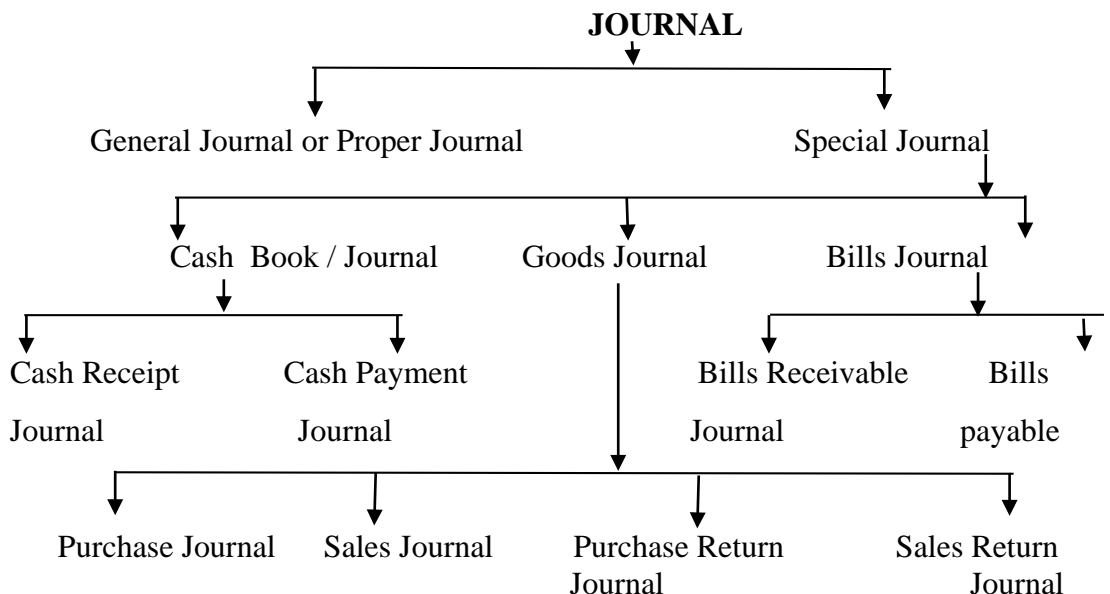 JOURNAL
General Journal or Proper Journal
Special Journal
Cash Book / Journal
Goods Journal
Bills Journal
Cash Receipt
Journal
Cash Payment
Journal
Bills Receivable
Journal
Bills
payable
Purchase Journal
Sales Journal
Purchase Return
Journal
Sales Return
Journal